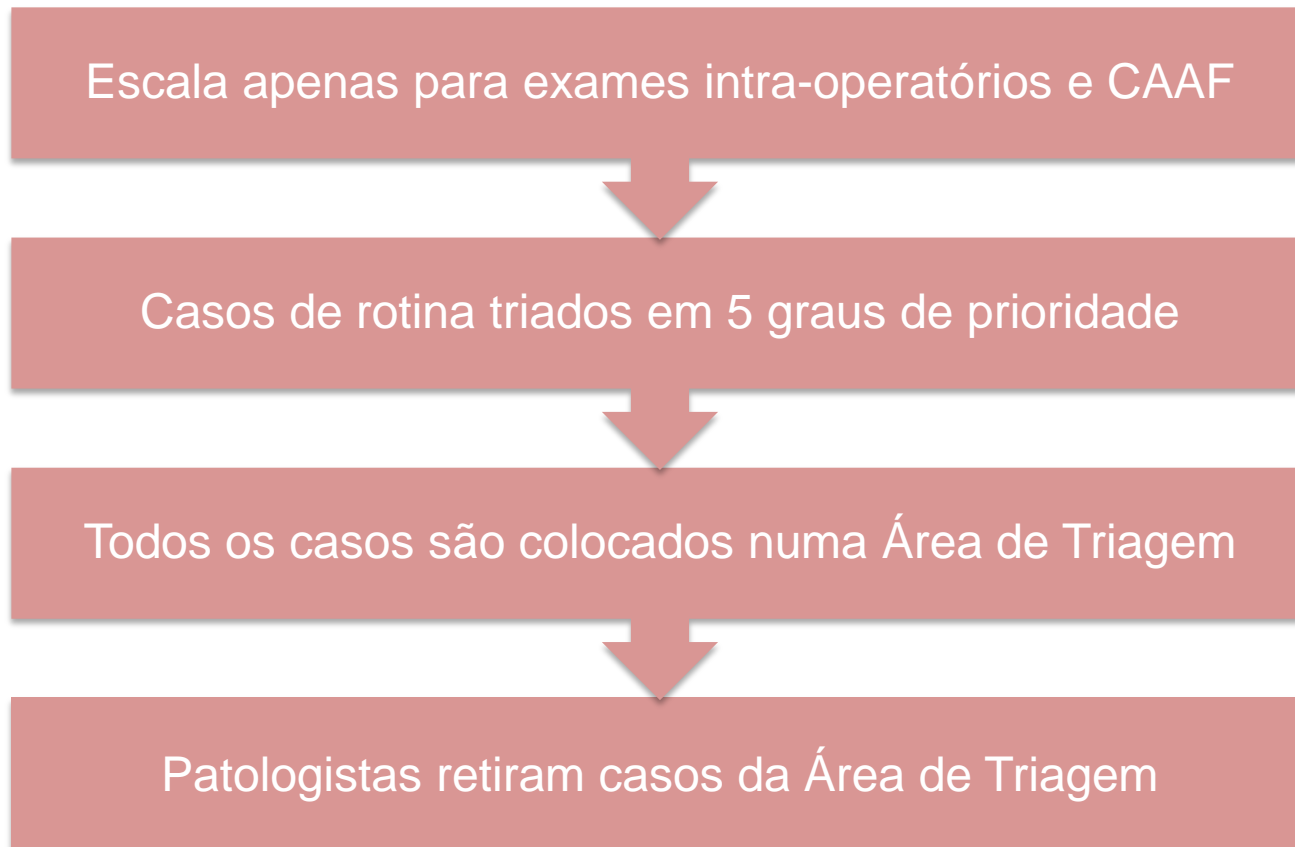 Escala apenas para exames intra-operatórios e CAAF
Casos de rotina triados em 5 graus de prioridade
Todos os casos são colocados numa Área de Triagem
Patologistas retiram casos da Área de Triagem